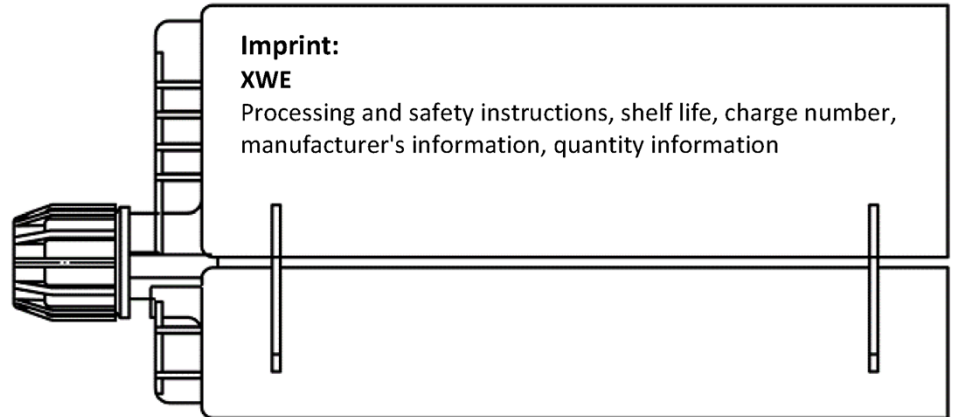 Imprint:
XWE
Processing and safety instructions, shelf life, charge number,
manufacturer's information, quantity information